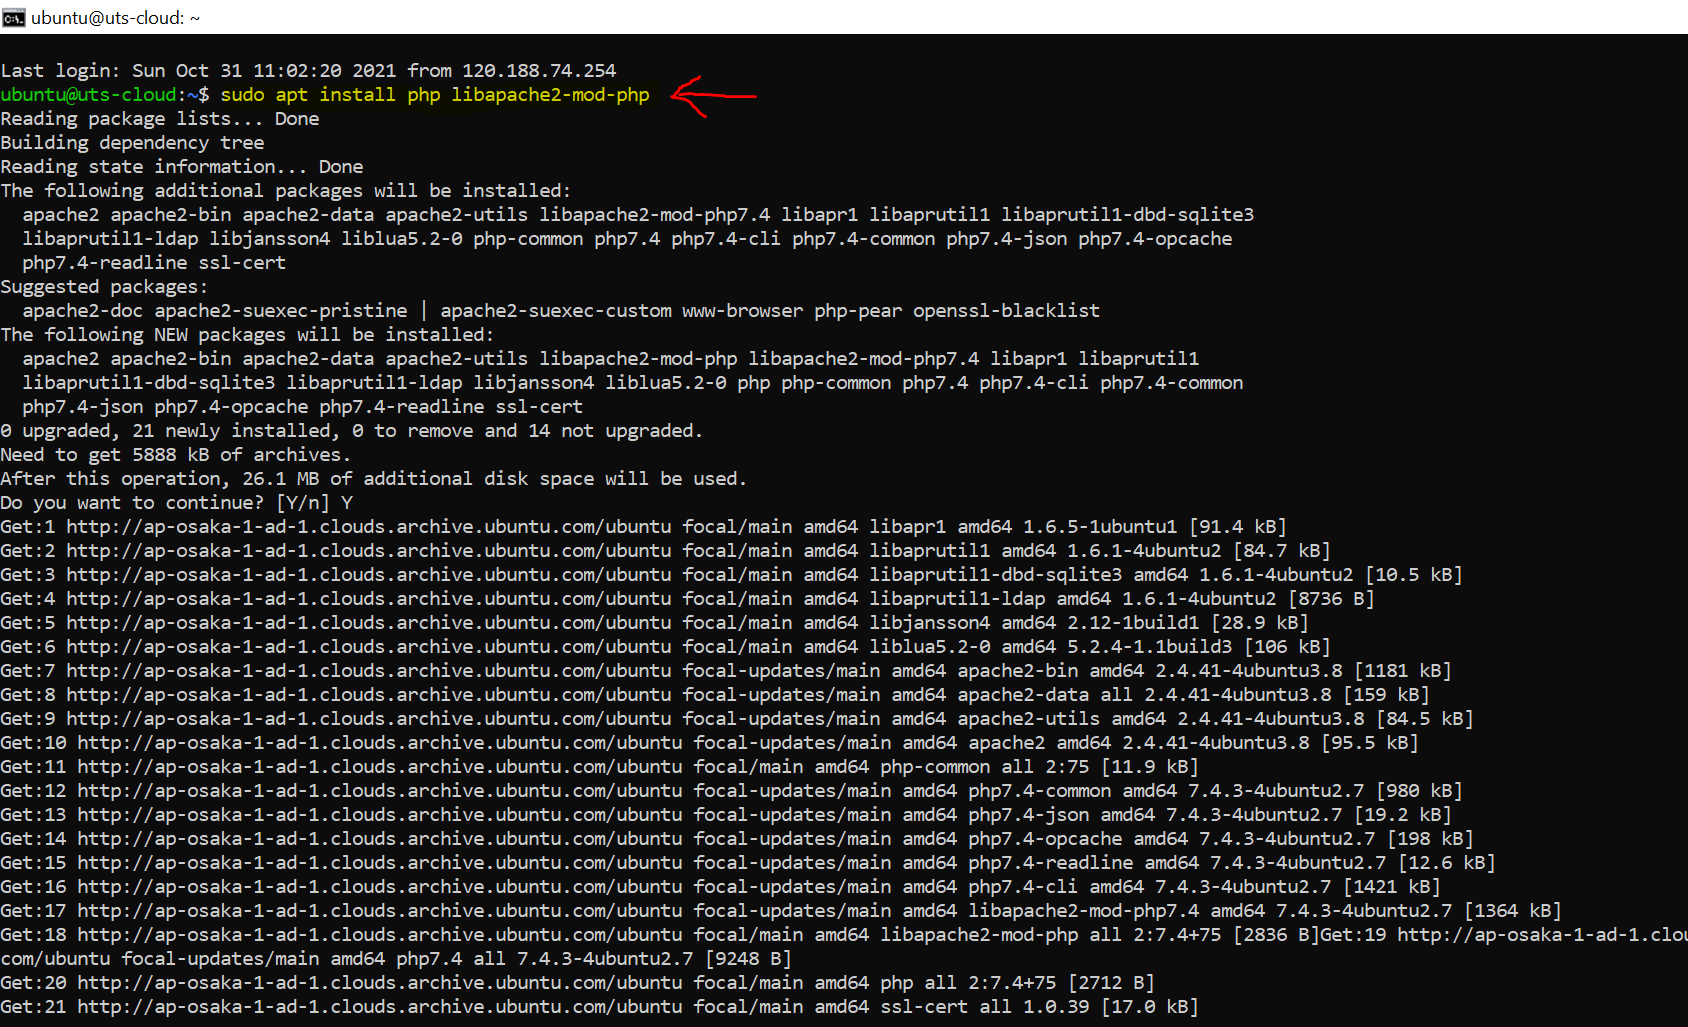 ubuntu@uts-cloud: ~
Last login: Sun Oct 31 11:02:20 2021 from 120.188.74.254
ubuntu@uts-cloud:~$ sudo apt install php libapache2-mod-php
Reading package lists... Done
Building dependency tree
Reading state information... Done
The following additional packages will be installed:
  apache2 apache2-bin apache2-data apache2-utils libapache2-mod-php7.4 libapr1 libaprutil1 libaprutil1-dbd-sqlite3
  libaprutil1-ldap libjansson4 liblua5.2-0 php-common php7.4 php7.4-cli php7.4-common php7.4-json php7.4-opcache
  php7.4-readline ssl-cert
Suggested packages:
  apache2-doc apache2-suexec-pristine | apache2-suexec-custom www-browser php-pear openssl-blacklist
The following NEW packages will be installed:
  apache2 apache2-bin apache2-data apache2-utils libapache2-mod-php libapache2-mod-php7.4 libapr1 libaprutil1
  libaprutil1-dbd-sqlite3 libaprutil1-ldap libjansson4 liblua5.2-0 php php-common php7.4 php7.4-cli php7.4-common
  php7.4-json php7.4-opcache php7.4-readline ssl-cert
0 upgraded, 21 newly installed, 0 to remove and 14 not upgraded.
Need to get 5888 kB of archives.
After this operation, 26.1 MB of additional disk space will be used.
Do you want to continue? [Y/n] Y
Get:1 http://ap-osaka-1-ad-1.clouds.archive.ubuntu.com/ubuntu focal/main amd64 libapr1 amd64 1.6.5-1ubuntu1 [91.4 kB]
Get:2 http://ap-osaka-1-ad-1.clouds.archive.ubuntu.com/ubuntu focal/main amd64 libaprutil1 amd64 1.6.1-4ubuntu2 [84.7 kB]
Get:3 http://ap-osaka-1-ad-1.clouds.archive.ubuntu.com/ubuntu focal/main amd64 libaprutil1-dbd-sqlite3 amd64 1.6.1-4ubuntu2 [10.5 kB]
Get:4 http://ap-osaka-1-ad-1.clouds.archive.ubuntu.com/ubuntu focal/main amd64 libaprutil1-ldap amd64 1.6.1-4ubuntu2 [8736 B]
Get:5 http://ap-osaka-1-ad-1.clouds.archive.ubuntu.com/ubuntu focal/main amd64 libjansson4 amd64 2.12-1build1 [28.9 kB]
Get:6 http://ap-osaka-1-ad-1.clouds.archive.ubuntu.com/ubuntu focal/main amd64 liblua5.2-0 amd64 5.2.4-1.1build3 [106 kB]
Get:7 http://ap-osaka-1-ad-1.clouds.archive.ubuntu.com/ubuntu focal-updates/main amd64 apache2-bin amd64 2.4.41-4ubuntu3.8 [1181 kB]
Get:8 http://ap-osaka-1-ad-1.clouds.archive.ubuntu.com/ubuntu focal-updates/main amd64 apache2-data all 2.4.41-4ubuntu3.8 [159 kB]
Get:9 http://ap-osaka-1-ad-1.clouds.archive.ubuntu.com/ubuntu focal-updates/main amd64 apache2-utils amd64 2.4.41-4ubuntu3.8 [84.5 kB]
Get:10 http://ap-osaka-1-ad-1.clouds.archive.ubuntu.com/ubuntu focal-updates/main amd64 apache2 amd64 2.4.41-4ubuntu3.8 [95.5 kB]
Get:11 http://ap-osaka-1-ad-1.clouds.archive.ubuntu.com/ubuntu focal/main amd64 php-common all 2:75 [11.9 kB]
Get:12 http://ap-osaka-1-ad-1.clouds.archive.ubuntu.com/ubuntu focal-updates/main amd64 php7.4-common amd64 7.4.3-4ubuntu2.7 [980 kB]
Get:13 http://ap-osaka-1-ad-1.clouds.archive.ubuntu.com/ubuntu focal-updates/main amd64 php7.4-json amd64 7.4.3-4ubuntu2.7 [19.2 kB]
Get:14 http://ap-osaka-1-ad-1.clouds.archive.ubuntu.com/ubuntu focal-updates/main amd64 php7.4-opcache amd64 7.4.3-4ubuntu2.7 [198 kB]
Get:15 http://ap-osaka-1-ad-1.clouds.archive.ubuntu.com/ubuntu focal-updates/main amd64 php7.4-readline amd64 7.4.3-4ubuntu2.7 [12.6 kB]
Get:16 http://ap-osaka-1-ad-1.clouds.archive.ubuntu.com/ubuntu focal-updates/main amd64 php7.4-cli amd64 7.4.3-4ubuntu2.7 [1421 kB]
Get:17 http://ap-osaka-1-ad-1.clouds.archive.ubuntu.com/ubuntu focal-updates/main amd64 libapache2-mod-php7.4 amd64 7.4.3-4ubuntu2.7 [1364 kB]
Get:18 http://ap-osaka-1-ad-1.clouds.archive.ubuntu.com/ubuntu focal/main amd64 libapache2-mod-php all 2:7.4+75 [2836 B]Get:19 http://ap-osaka-1-ad-1.clou
com/ubuntu focal-updates/main amd64 php7.4 all 7.4.3-4ubuntu2.7 [9248 B]
Get:20 http://ap-osaka-1-ad-1.clouds.archive.ubuntu.com/ubuntu focal/main amd64 php all 2:7.4+75 [2712 B]
Get:21 http://ap-osaka-1-ad-1.clouds.archive.ubuntu.com/ubuntu focal/main amd64 ssl-cert all 1.0.39 [17.0 kB]